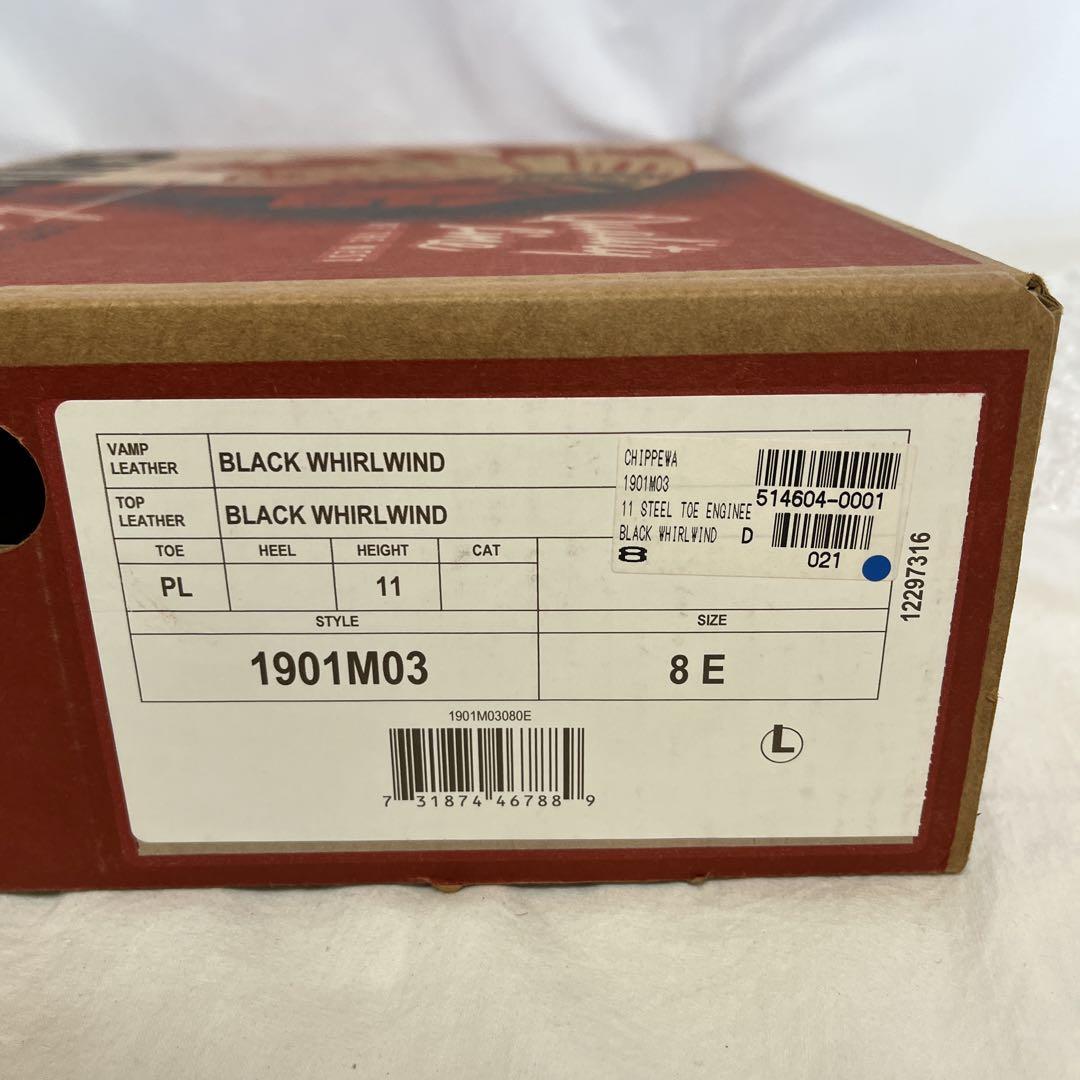 VAMP
LEATHER
BLACK WHIRLWIND
TOP
LEATHER
BLACK WHIRLWIND
TOE
HEEL
HEIGHT
CAT
PL
11
STYLE
SIZE
1901M03
8 E
1901M03080E
7 31874 46788 9
L
CHIPPEWA
1901M03
11 STEEL TOE ENGINEE
BLACK WHIRLWIND D
8
514604-0001
021
12297316